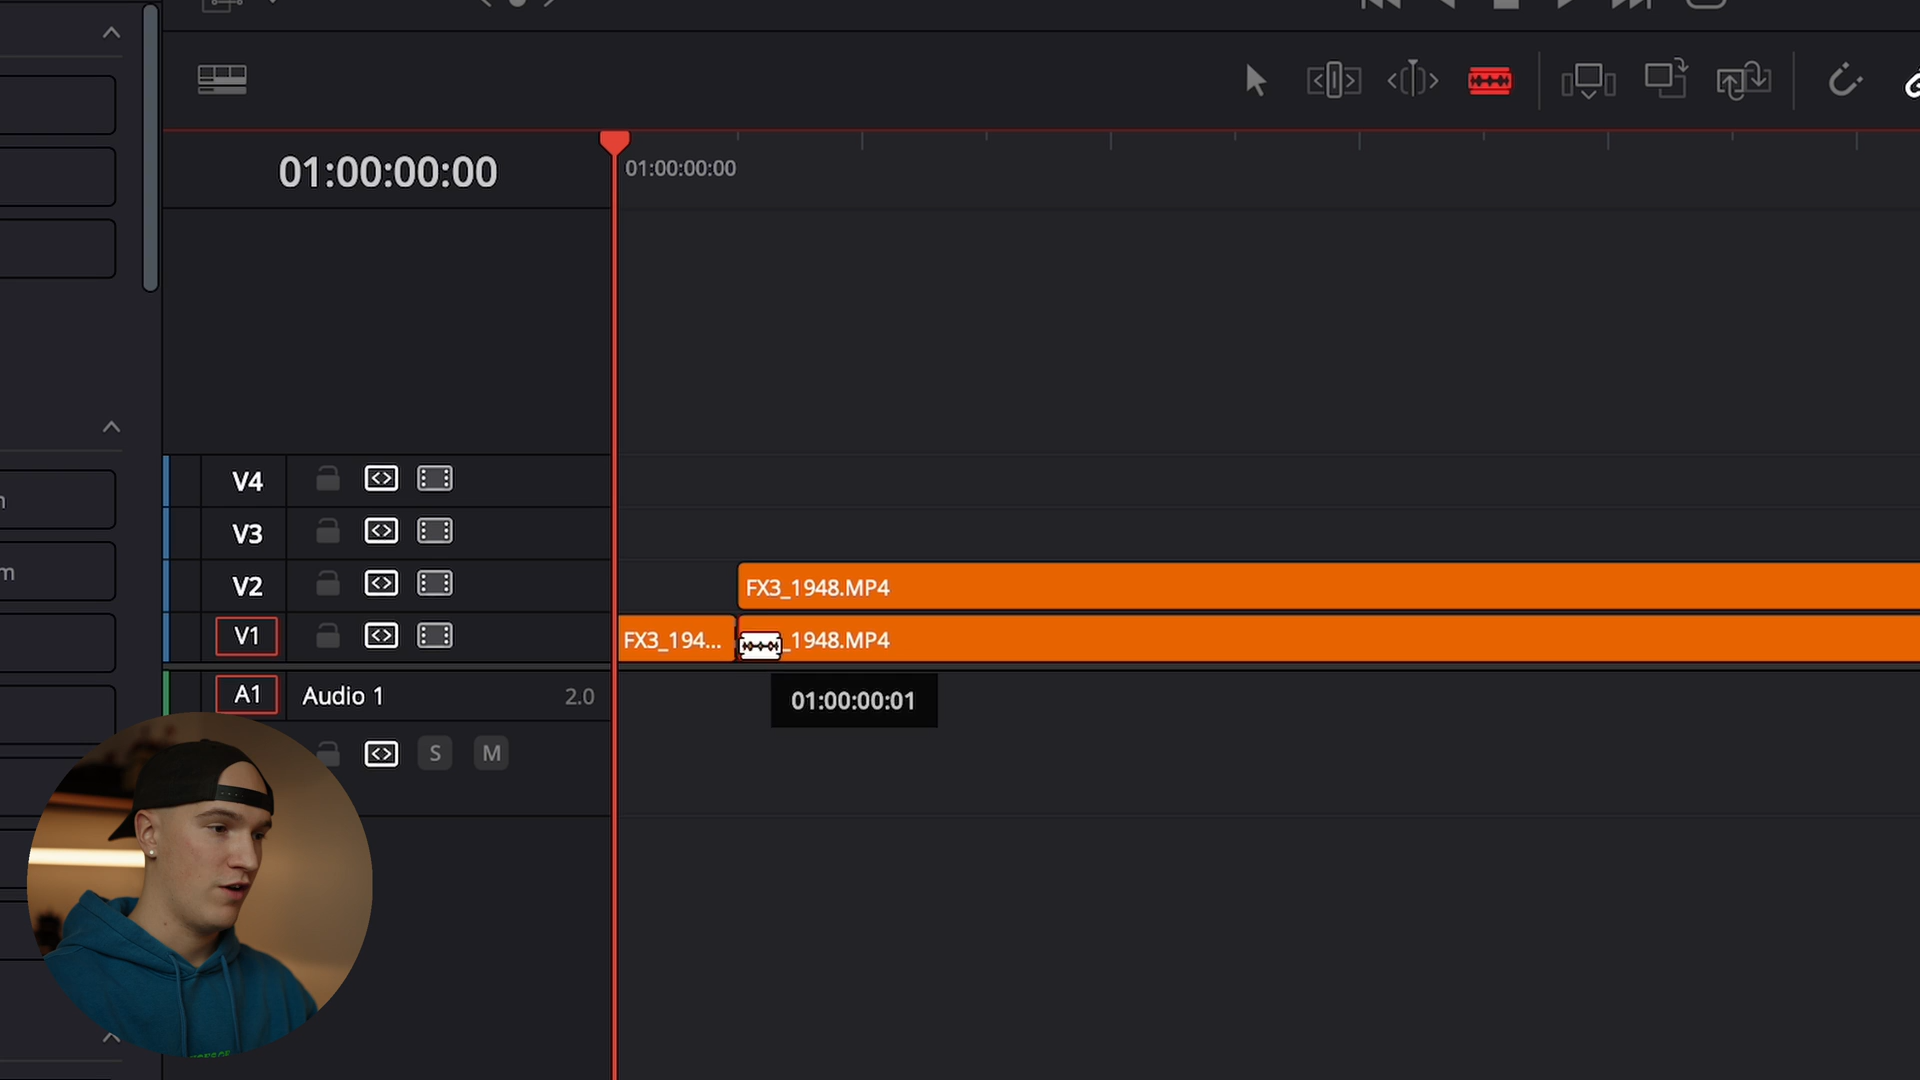 01:00:00:00
01:00:00:00
V4
V3
V2
FX3_1948.MP4
V1
FX3_194...
_1948.MP4
A1
Audio 1
2.0
01:00:00:01
S
M
n
m